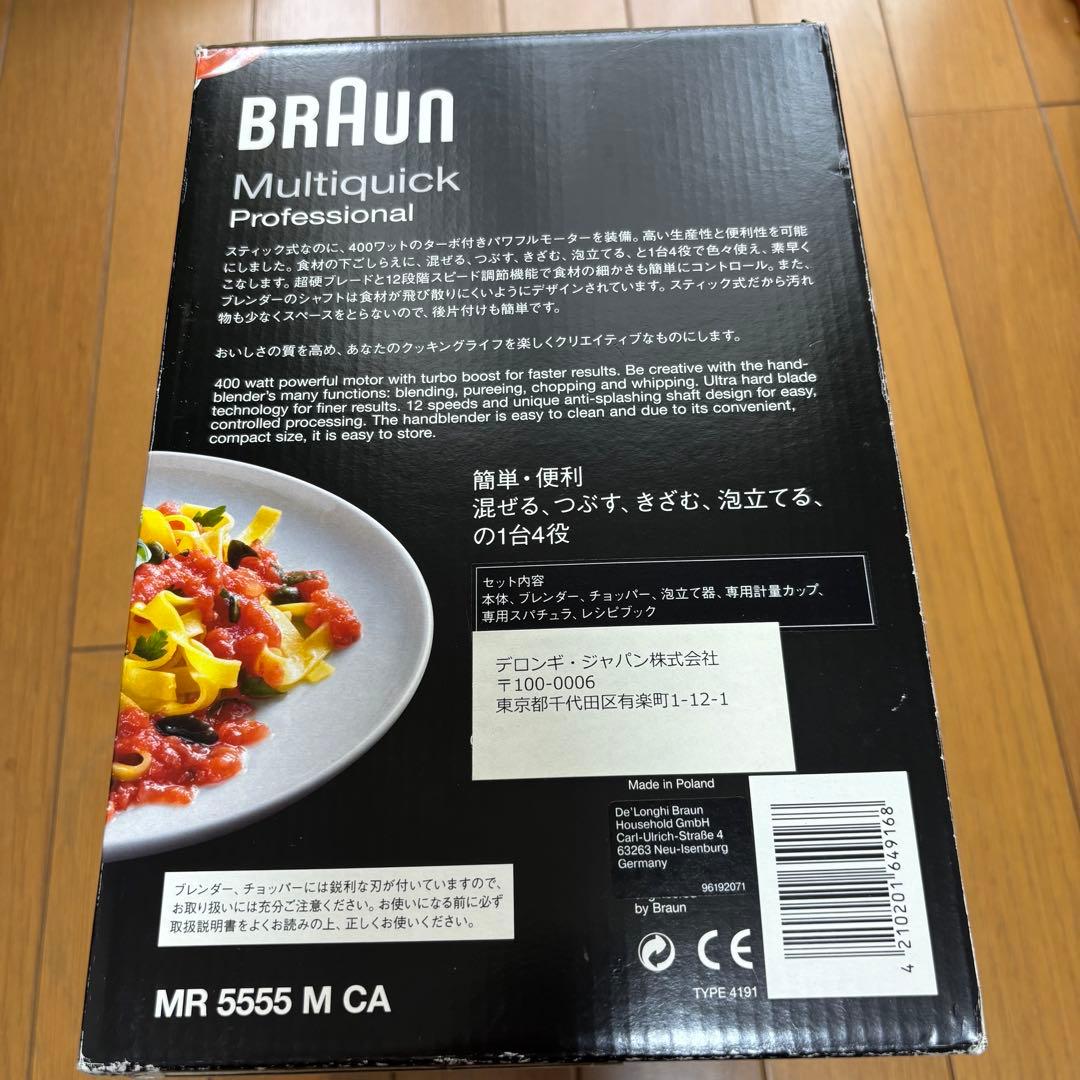 BRAUN
Multiquick
Professional
スティック式なのに、400ワットのターボ付きパワフルモーターを装備。高い生産性と便利性を可能
にしました。食材の下ごしらえに、混ぜる、つぶす、きざむ、泡立てる、と1台4役で色々使え、素早く
こなします。超硬ブレードと12段階スピード調節機能で食材の細かさも簡単にコントロール。また、
ブレンダーのシャフトは食材が飛び散りにくいようにデザインされています。スティック式だから汚れ
物も少なくスペースをとらないので、後片付けも簡単です。
おいしさの質を高め、あなたのクッキングライフを楽しくクリエイティブなものにします。
400 watt powerful motor with turbo boost for faster results. Be creative with the hand-
blender's many functions: blending, pureeing, chopping and whipping. Ultra hard blade
technology for finer results. 12 speeds and unique anti-splashing shaft design for easy,
controlled processing. The handblender is easy to clean and due to its convenient,
compact size, it is easy to store.
簡単・便利
混ぜる、つぶす、きざむ、泡立てる、
の1台4役
セット内容
本体、ブレンダー、チョッパー、泡立て器、専用計量カップ、
専用スパチュラ、レシピブック
デロンギ・ジャパン株式会社
〒100-0006
東京都千代田区有楽町1-12-1
Made in Poland
De'Longhi Braun
Household GmbH
Carl-Ulrich-Straße 4
63263 Neu-Isenburg
Germany
96192071
by Braun
CE
TYPE 4191
4 210201 649168
ブレンダー、チョッパーには鋭利な刃が付いていますので、
お取り扱いには充分ご注意ください。お使いになる前に必ず
取扱説明書をよくお読みの上、正しくお使いください。
MR 5555 M CA